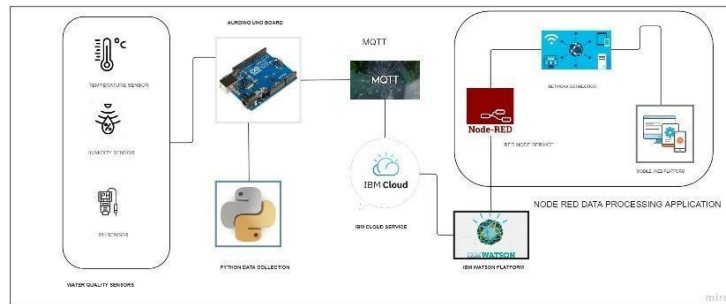 AURDINO UNO BOARD
°C
TEMPERATURE SENSOR
HUMIDITY SENSOR
PH SENSOR
WATER QUALITY SENSORS
PYTHON DATA COLLECTION
MQTT
MQTT
IBM Cloud
IBM CLOUD SERVICE
IBM WATSON
IBM WATSON PLATFORM
Node-RED
RED NODE SERVICE
NETWORK CONNECTION
MOBILE /WEB PLATFORM
NODE RED DATA PROCESSING APPLICATION
miro